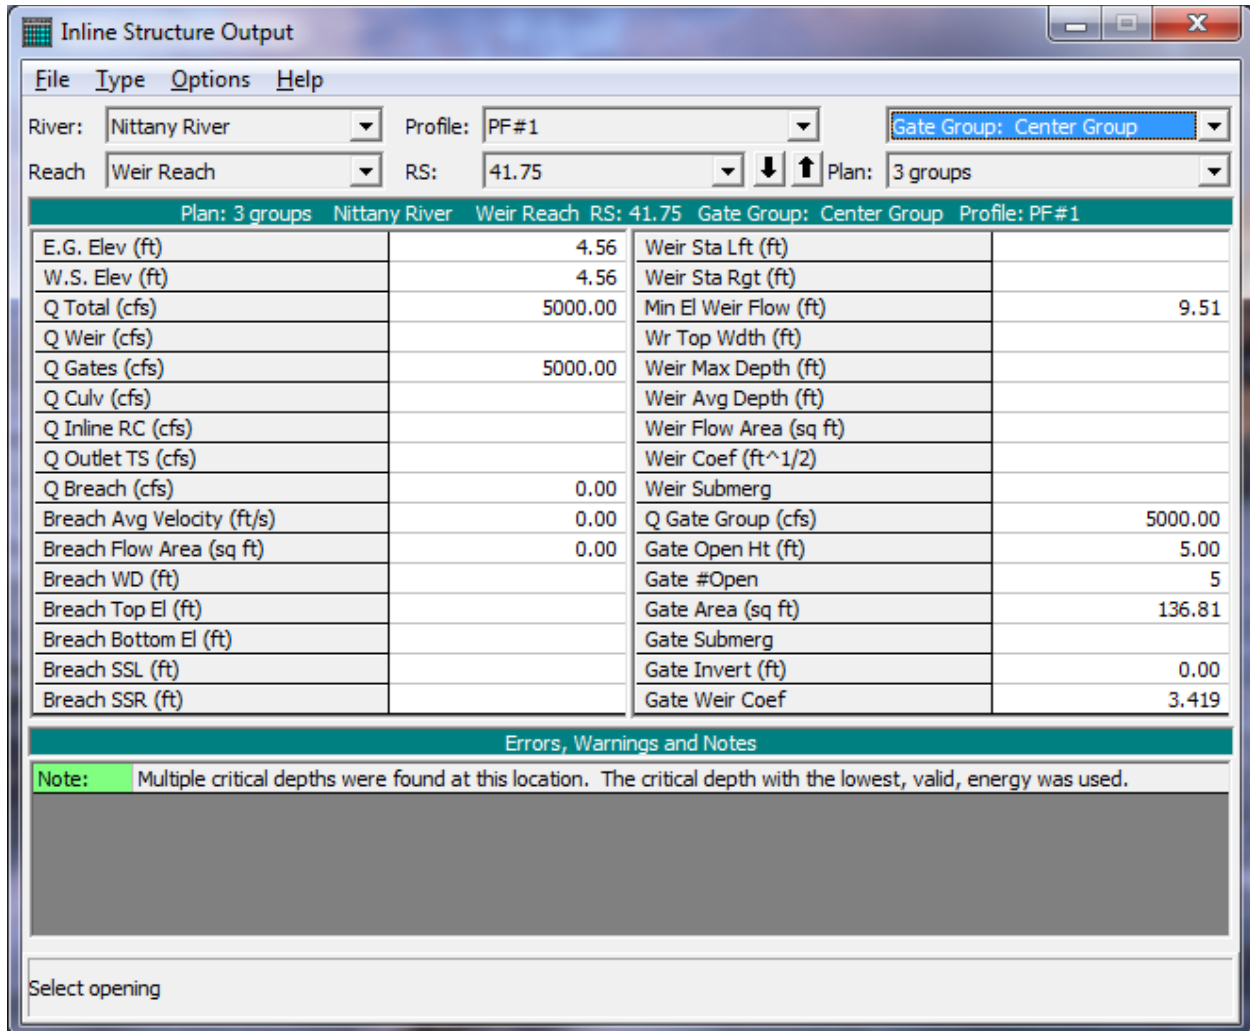 Inline Structure Output
File Type Options Help
River: Nittany River Profile: PF#1 Gate Group: Center Group
Reach Weir Reach RS: 41.75 Plan: 3 groups
Plan: 3 groups Nittany River Weir Reach RS: 41.75 Gate Group: Center Group Profile: PF#1
E.G. Elev (ft) 4.56 Weir Sta Lft (ft)
W.S. Elev (ft) 4.56 Weir Sta Rgt (ft)
Q Total (cfs) 5000.00 Min El Weir Flow (ft) 9.51
Q Weir (cfs) Wr Top Wdth (ft)
Q Gates (cfs) 5000.00 Weir Max Depth (ft)
Q Culv (cfs) Weir Avg Depth (ft)
Q Inline RC (cfs) Weir Flow Area (sq ft)
Q Outlet TS (cfs) Weir Coef (ft^1/2)
Q Breach (cfs) 0.00 Weir Submerg
Breach Avg Velocity (ft/s) 0.00 Q Gate Group (cfs) 5000.00
Breach Flow Area (sq ft) 0.00 Gate Open Ht (ft) 5.00
Breach WD (ft) Gate #Open 5
Breach Top El (ft) Gate Area (sq ft) 136.81
Breach Bottom El (ft) Gate Submerg
Breach SSL (ft) Gate Invert (ft) 0.00
Breach SSR (ft) Gate Weir Coef 3.419
Errors, Warnings and Notes
Note: Multiple critical depths were found at this location. The critical depth with the lowest, valid, energy was used.
Select opening